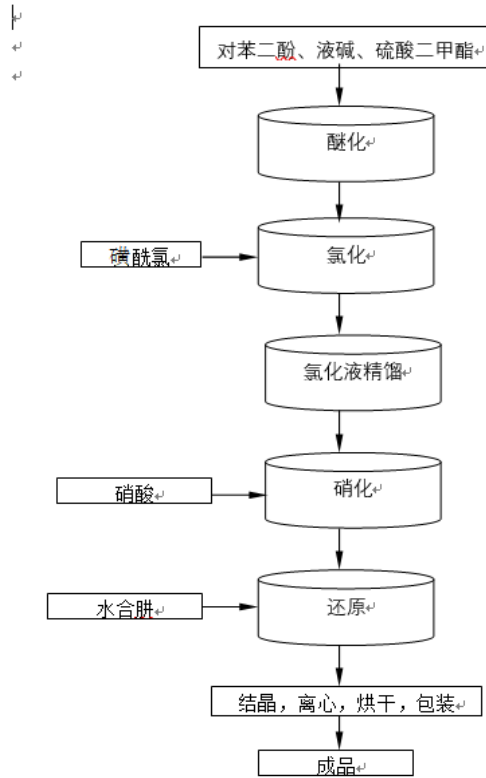 对苯二酚、液碱、硫酸二甲酯
醚化
氯化
磺酰氯
氯化液精馏
硝化
硝酸
还原
水合肼
结晶，离心，烘干，包装
成品